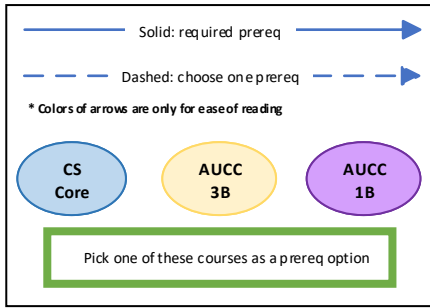 Solid: required prereq
Dashed: choose one prereq
* Colors of arrows are only for ease of reading
CS
Core
AUCC
3B
AUCC
1B
Pick one of these courses as a prereq option